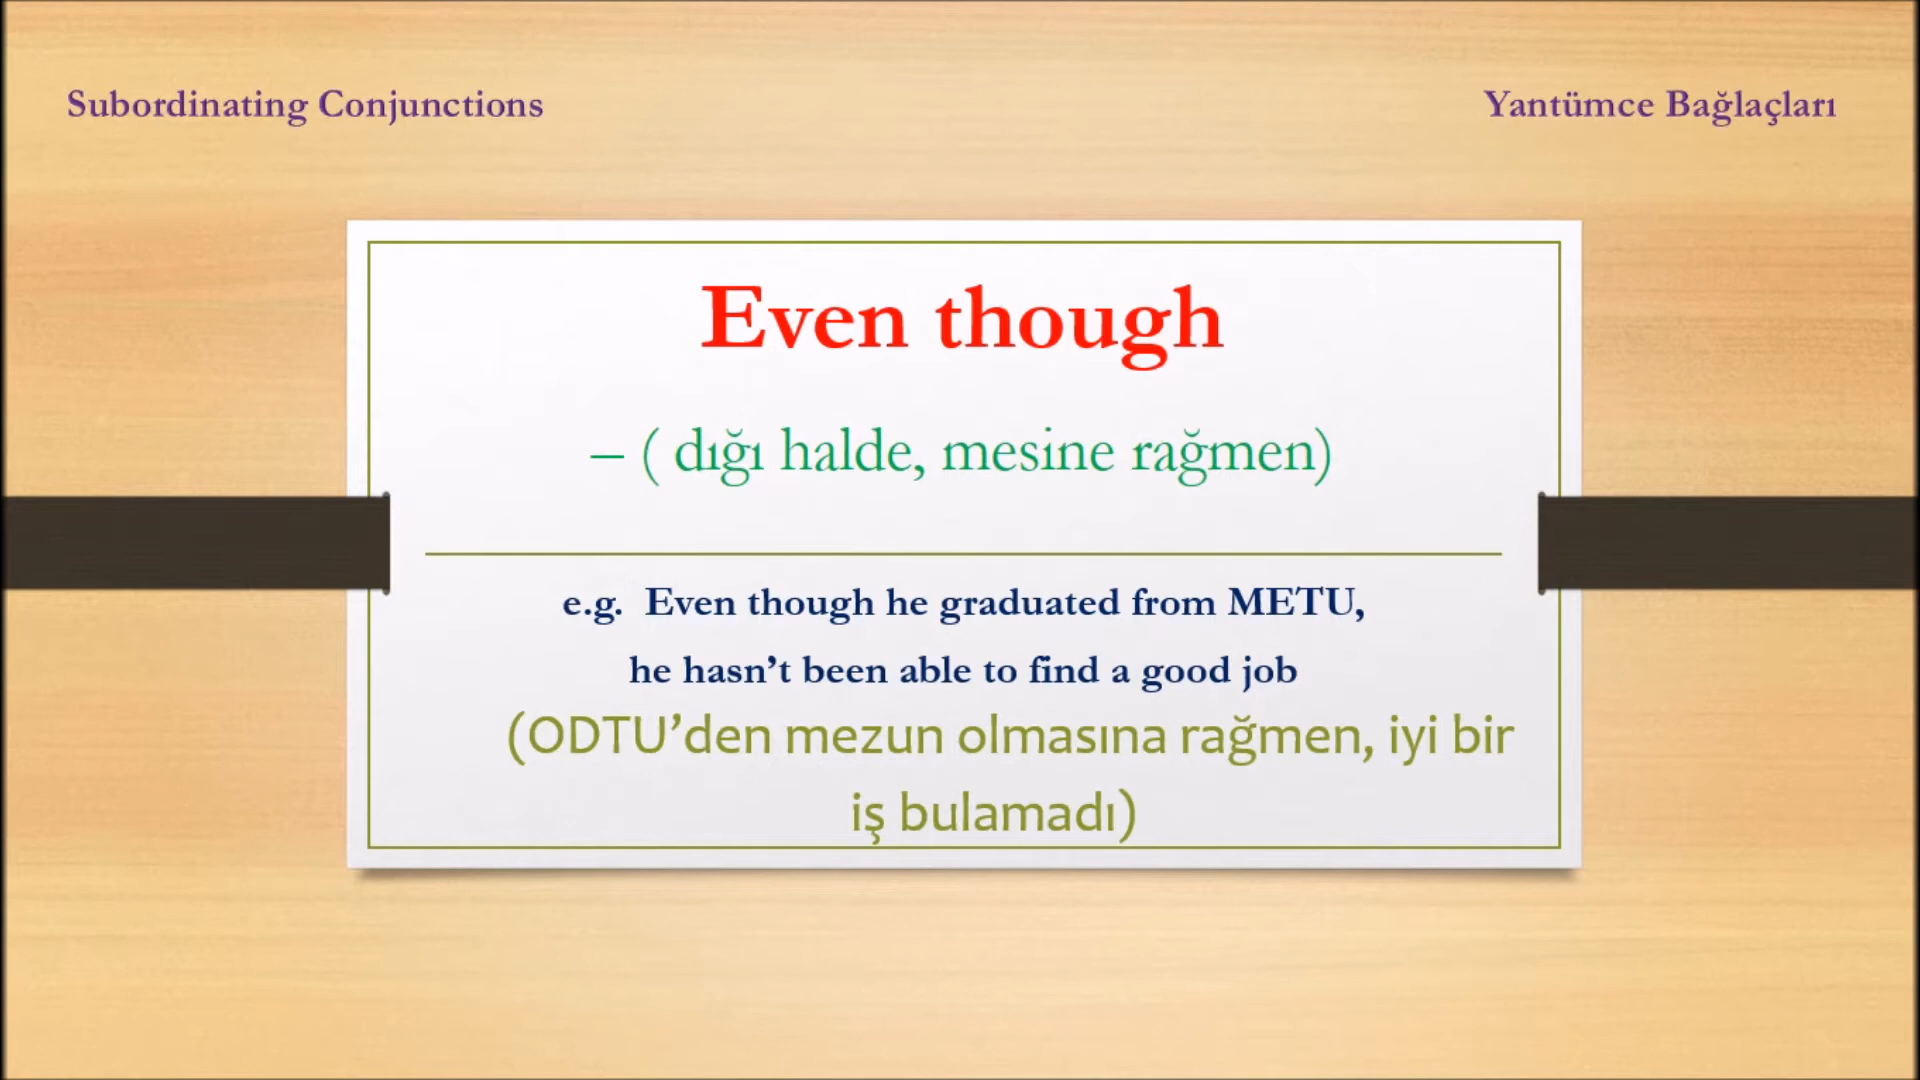 Subordinating Conjunctions
Yantümce Bağlaçları
Even though
– ( dığı halde, mesine rağmen)
e.g. Even though he graduated from METU,
he hasn’t been able to find a good job
(ODTU’den mezun olmasına rağmen, iyi bir
iş bulamadı)